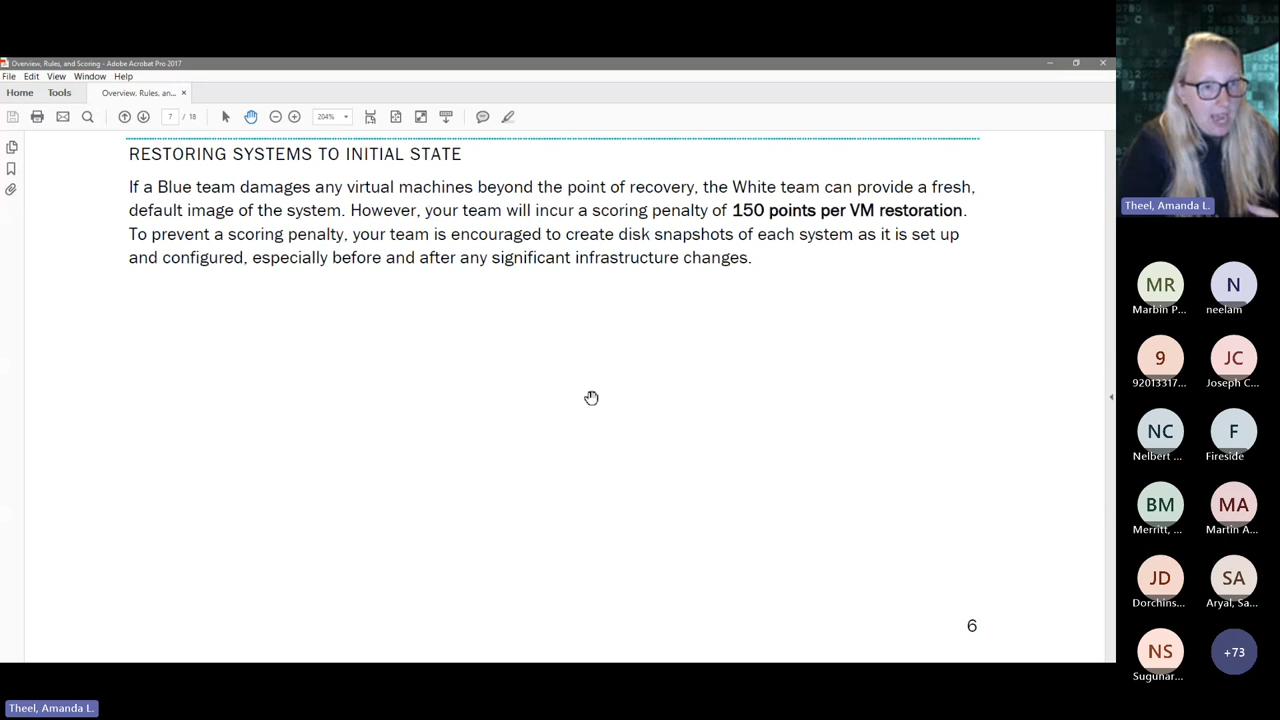 Overview, Rules, and Scoring - Adobe Acrobat Pro 2017
File Edit View Window Help
Home Tools Overview, Rules, an... ×
7 / 18 204%
RESTORING SYSTEMS TO INITIAL STATE
If a Blue team damages any virtual machines beyond the point of recovery, the White team can provide a fresh,
default image of the system. However, your team will incur a scoring penalty of 150 points per VM restoration.
To prevent a scoring penalty, your team is encouraged to create disk snapshots of each system as it is set up
and configured, especially before and after any significant infrastructure changes.
6
Theel, Amanda L.
MR N
Marbin P... neelam
9 JC
92013317... Joseph C...
NC F
Nelbert ... Fireside
BM MA
Merritt, ... Martin A...
JD SA
Dorchins... Aryal, Sa...
NS +73
Sugunar...
Theel, Amanda L.